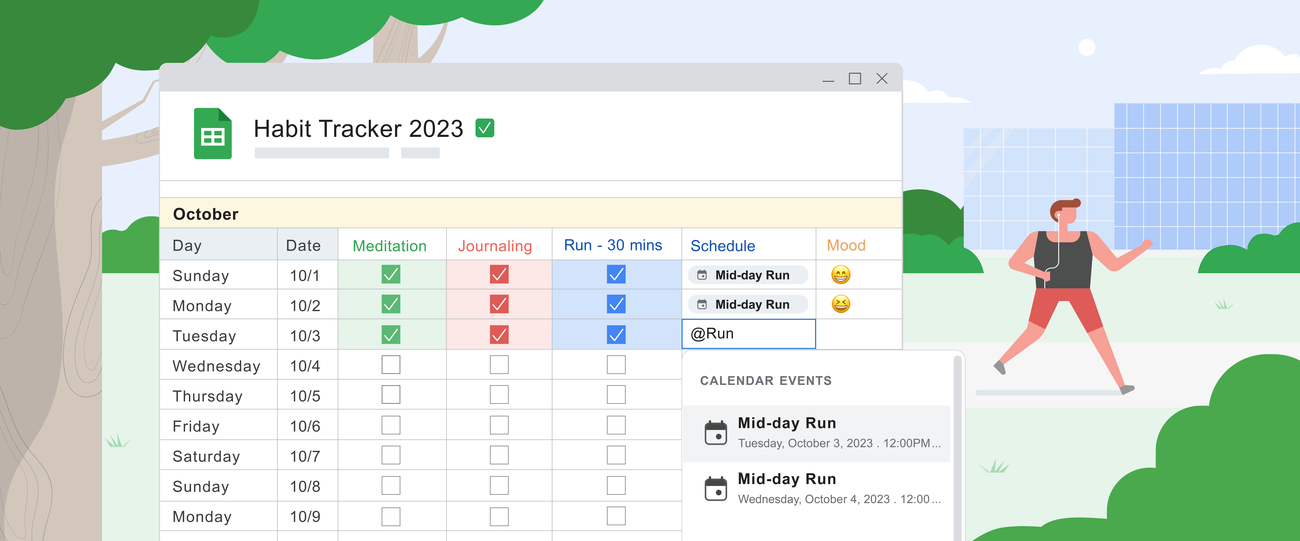 Habit Tracker 2023
October
Day Date Meditation Journaling Run - 30 mins Schedule Mood
Sunday 10/1 Mid-day Run
Monday 10/2 Mid-day Run
Tuesday 10/3 @Run
Wednesday 10/4
Thursday 10/5
Friday 10/6
Saturday 10/7
Sunday 10/8
Monday 10/9
CALENDAR EVENTS
Mid-day Run
Tuesday, October 3, 2023 . 12:00PM...
Mid-day Run
Wednesday, October 4, 2023 . 12:00...